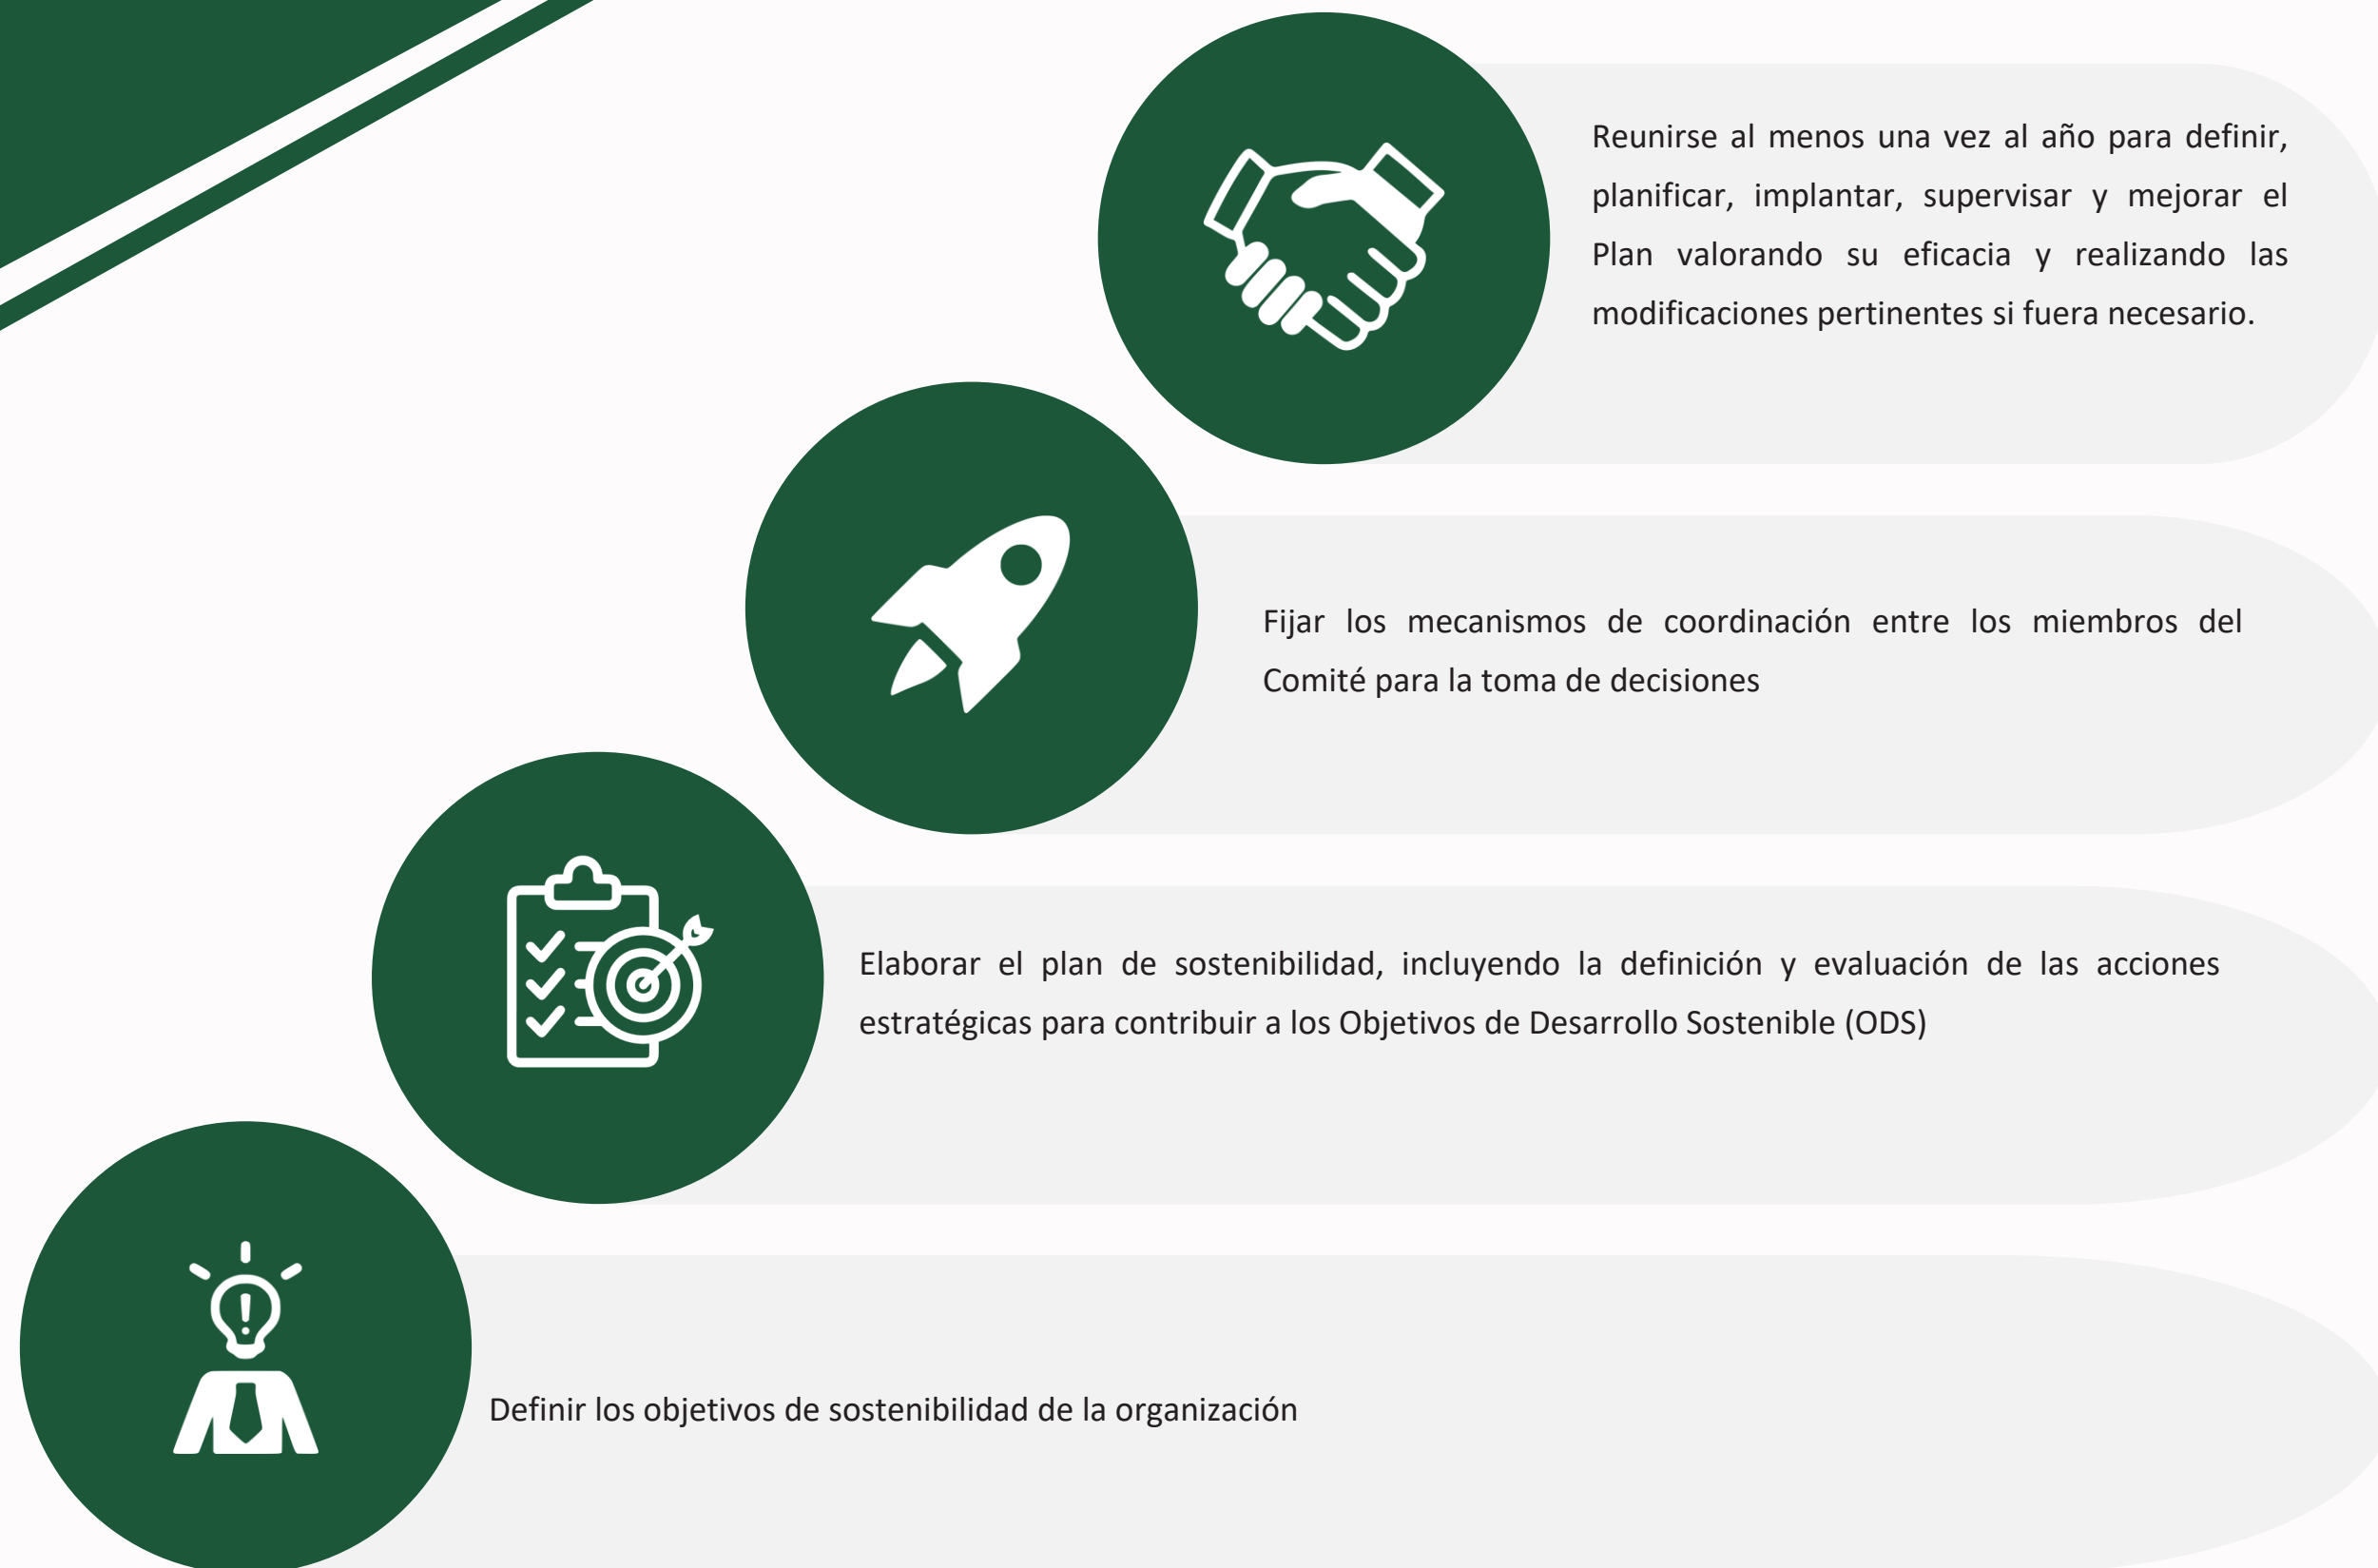 Reunirse al menos una vez al año para definir,
planificar, implantar, supervisar y mejorar el
Plan valorando su eficacia y realizando las
modificaciones pertinentes si fuera necesario.
Fijar los mecanismos de coordinación entre los miembros del
Comité para la toma de decisiones
Elaborar el plan de sostenibilidad, incluyendo la definición y evaluación de las acciones
estratégicas para contribuir a los Objetivos de Desarrollo Sostenible (ODS)
Definir los objetivos de sostenibilidad de la organización